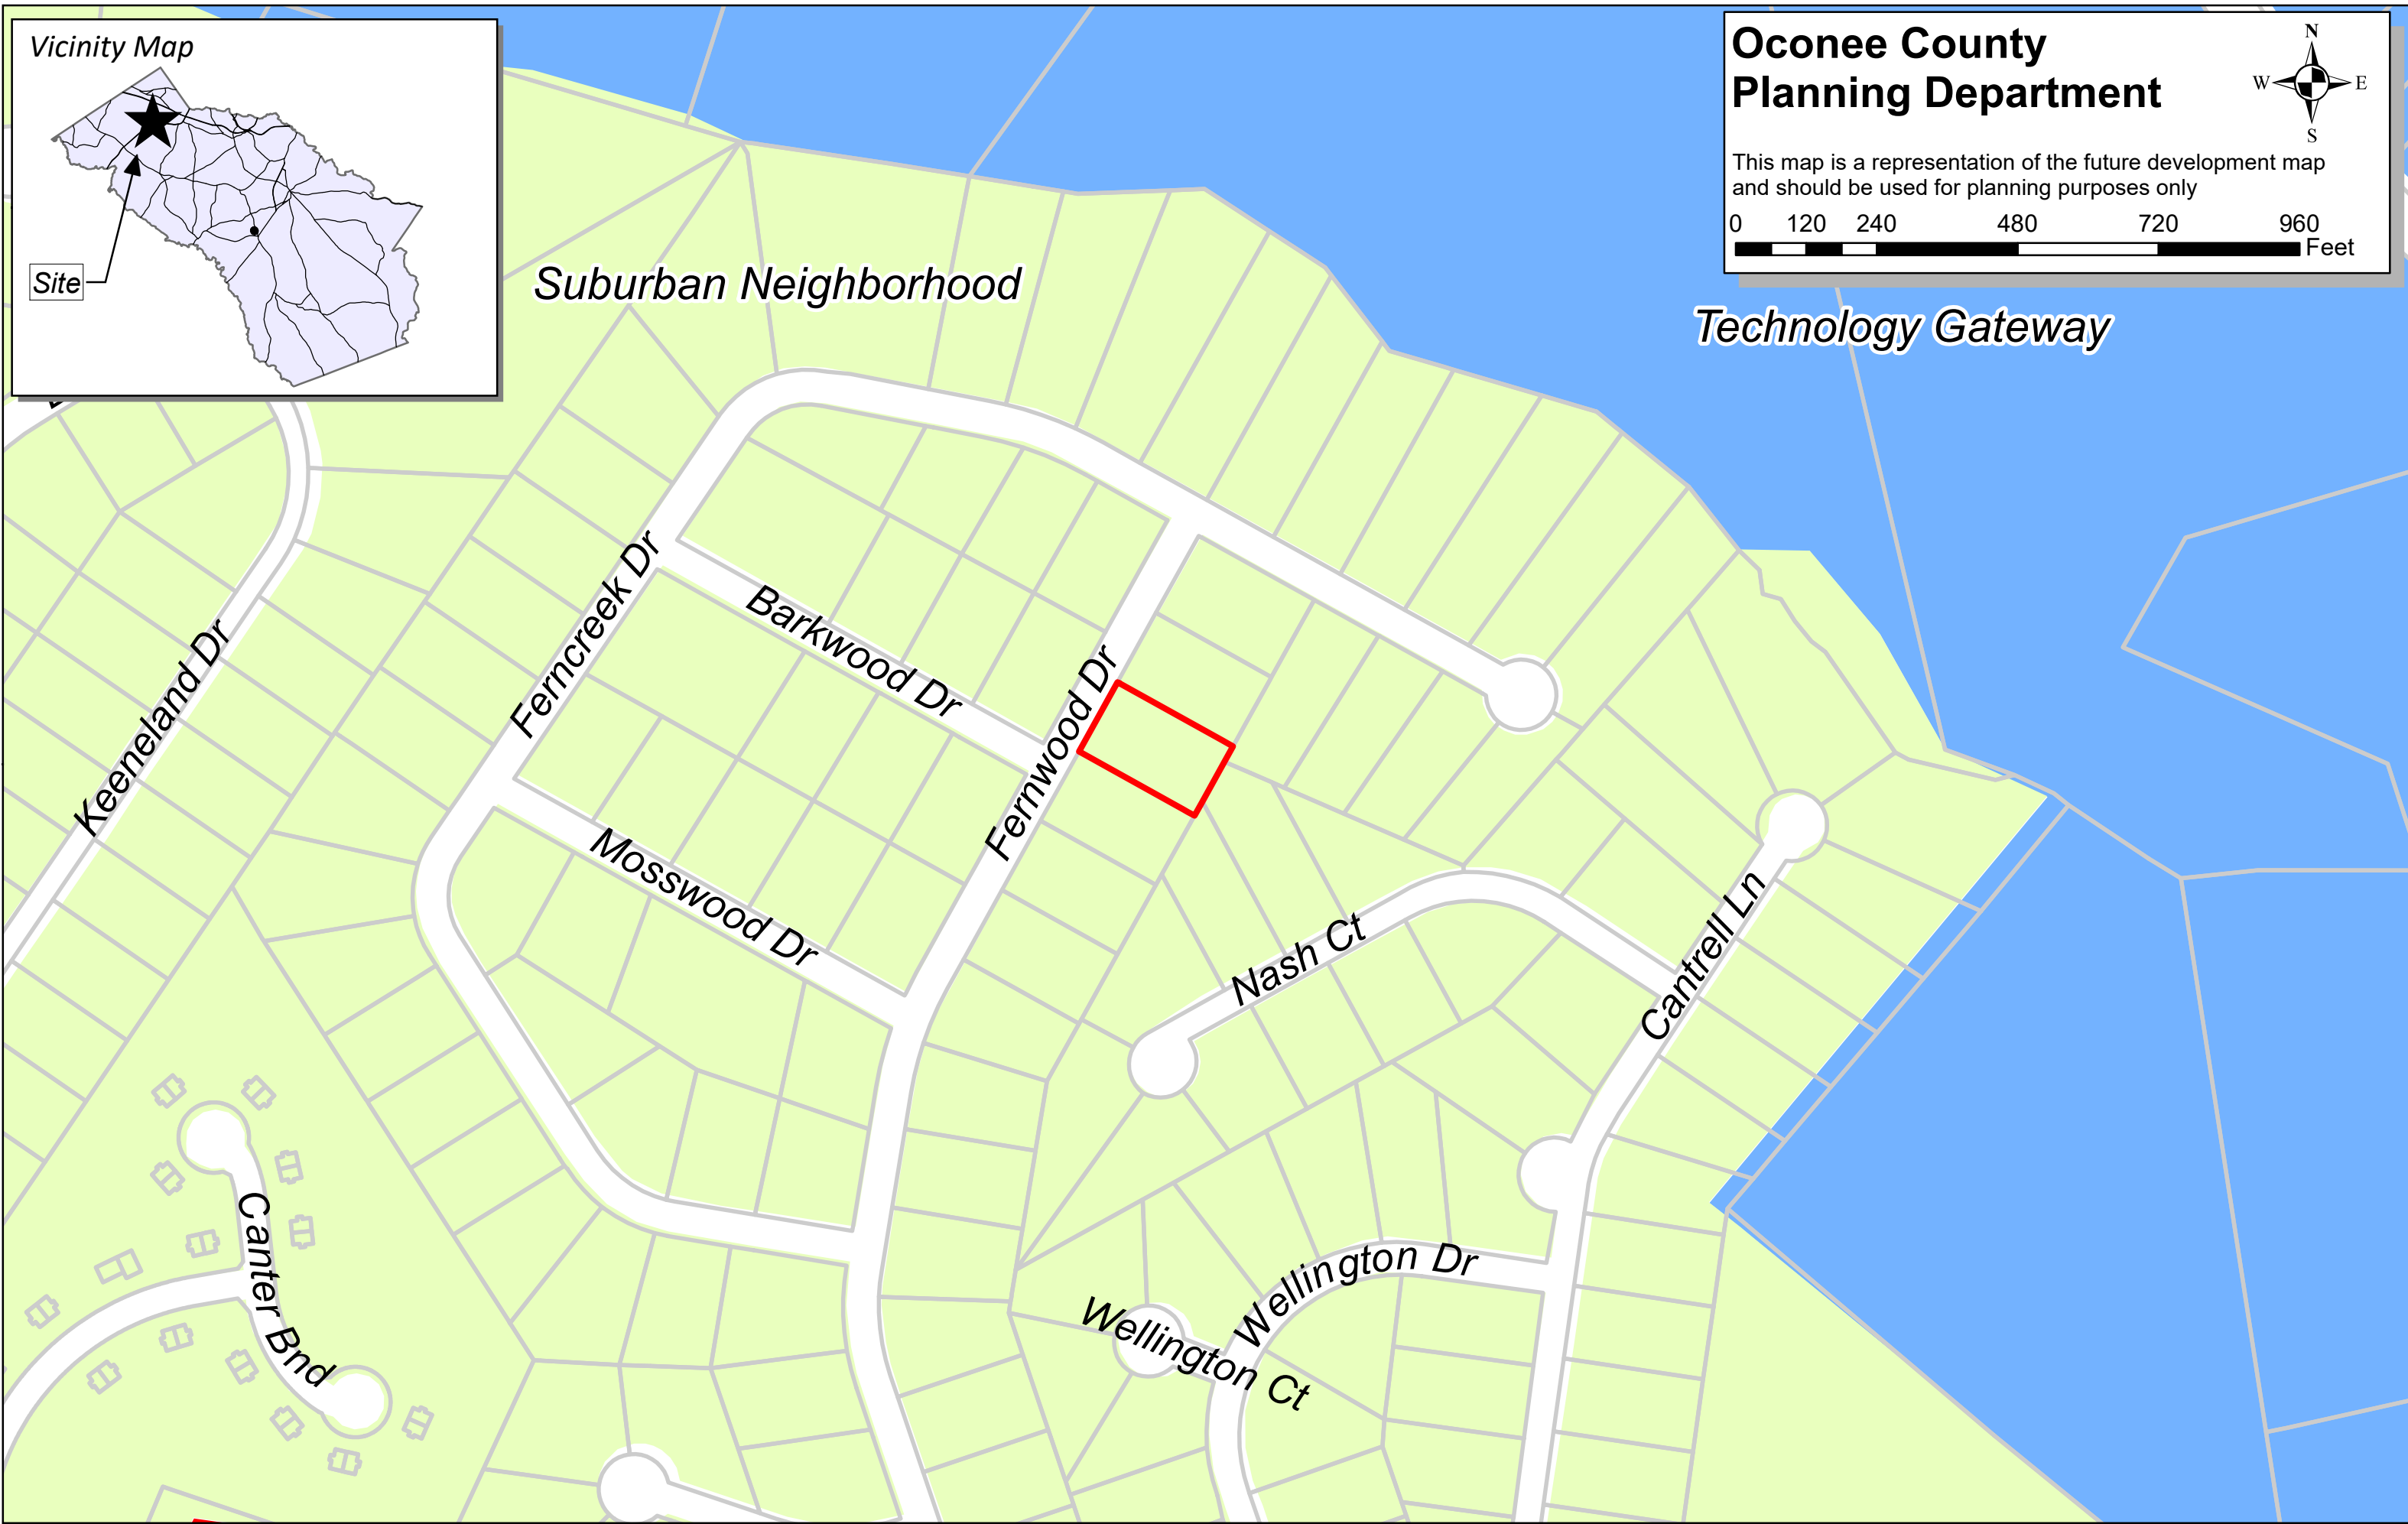 Vicinity Map
Site
Oconee County
Planning Department
N
W
E
S
This map is a representation of the future development map
and should be used for planning purposes only
0 120 240 480 720 960
Feet
Suburban Neighborhood
Technology Gateway
Keeneland Dr
Ferncreek Dr
Barkwood Dr
Fernwood Dr
Mosswood Dr
Nash Ct
Cantrell Ln
Canter Bnd
Wellington Dr
Wellington Ct